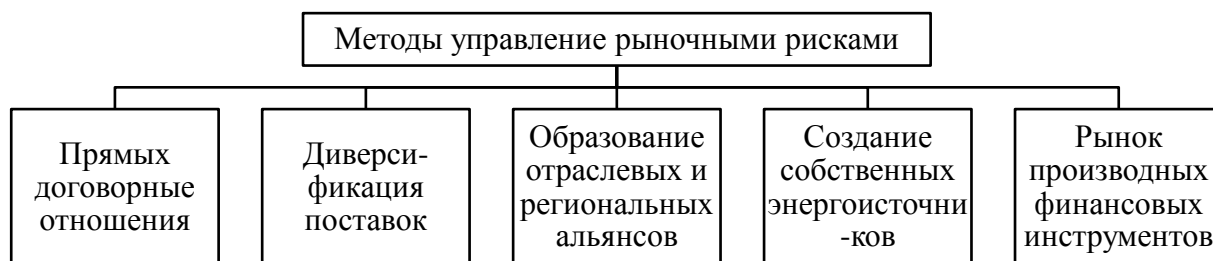 Методы управление рыночными рисками
Прямых
договорные
отношения
Диверси-
фикация
поставок
Образование
отраслевых и
региональных
альянсов
Создание
собственных
энергоисточни
-ков
Рынок
производных
финансовых
инструментов